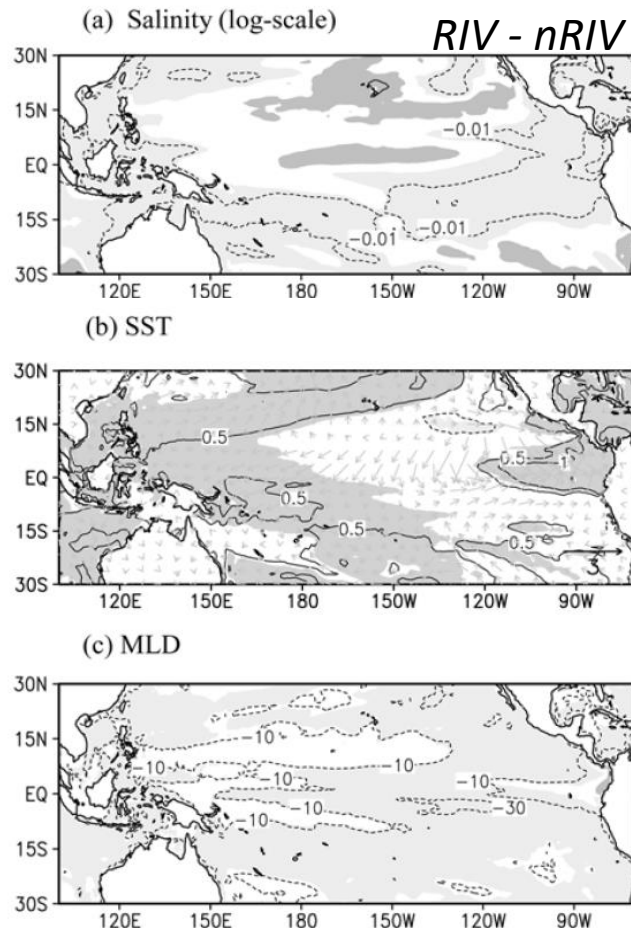 (a) Salinity (log-scale)
RIV - nRIV
30N
15N
EQ
15S
30S
-0.01
-0.01
-0.01
120E 150E 180 150W 120W 90W
(b) SST
30N
15N
EQ
15S
30S
0.5
0.5
1
0.5
0.5
0.5
3
120E 150E 180 150W 120W 90W
(c) MLD
30N
15N
EQ
15S
30S
-10
-10
-10
-10
-10
-10
-10
-30
120E 150E 180 150W 120W 90W